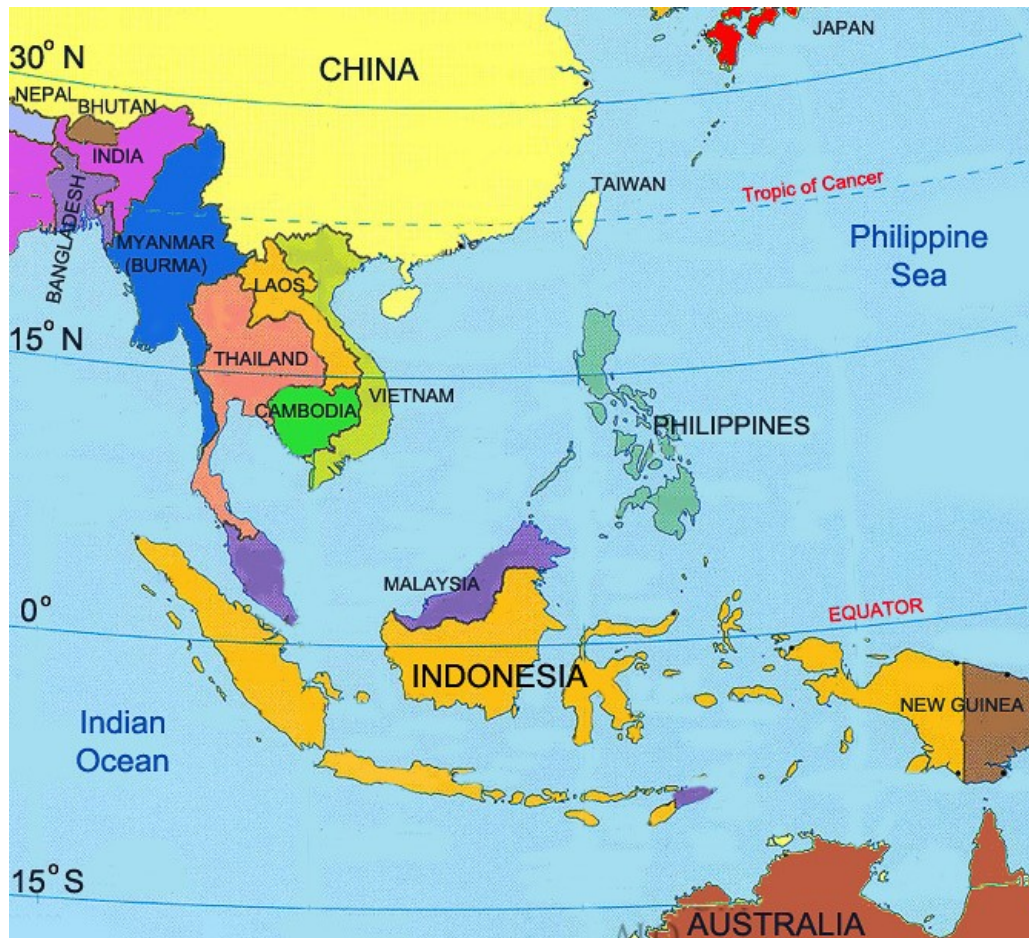 JAPAN
30° N
CHINA
NEPAL
BHUTAN
INDIA
TAIWAN
Tropic of Cancer
BANGLADESH
MYANMAR
(BURMA)
Philippine
Sea
LAOS
15° N
THAILAND
VIETNAM
CAMBODIA
PHILIPPINES
MALAYSIA
0°
EQUATOR
INDONESIA
NEW GUINEA
Indian
Ocean
15° S
AUSTRALIA